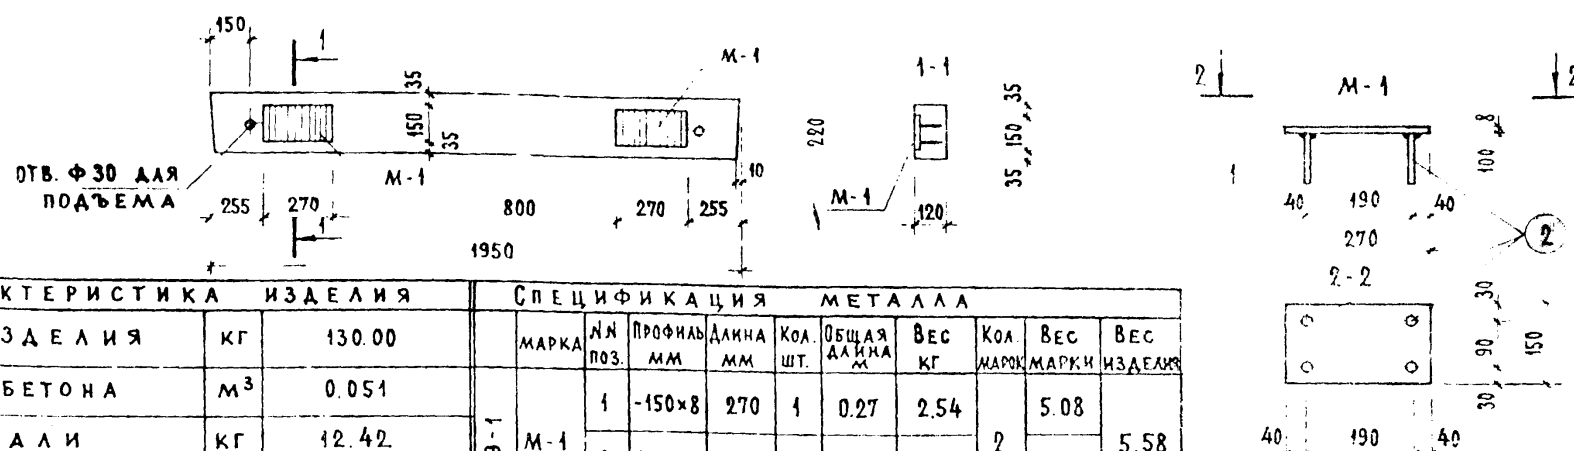 150
1
35
М-1
1-1
35
2
М-1
2
150
35
220
150
8
100
ОТВ. Ф 30 ДЛЯ
ПОДЪЕМА
М-1
10
35
М-1
1
40 190 40
255 270 800 270 255
120
1
270
2
1950
2-2
КТЕРИСТИКА ИЗДЕЛИЯ
СПЕЦИФИКАЦИЯ МЕТАЛЛА
30
ЗДЕЛИЯ КГ 130.00
МАРКА NN ПОЗ. ПРОФИЛЬ ММ ДЛИНА ММ КОЛ. ШТ. ОБЩАЯ ДЛИНА М ВЕС КГ КОЛ. МАРОК ВЕС МАРКИ ВЕС ИЗДЕЛИЯ
90
150
БЕТОНА М³ 0.051
1 -150×8 270 1 0.27 2.54 5.08
30
АЛИ КГ 12.42
М-1 2 5.58
40 190 40